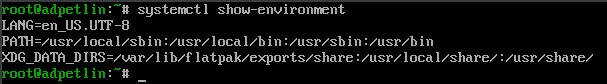 root@adpetlin:~# systemctl show-environment
LANG=en_US.UTF-8
PATH=/usr/local/sbin:/usr/local/bin:/usr/sbin:/usr/bin
XDG_DATA_DIRS=/var/lib/flatpak/exports/share:/usr/local/share/:/usr/share/
root@adpetlin:~# _